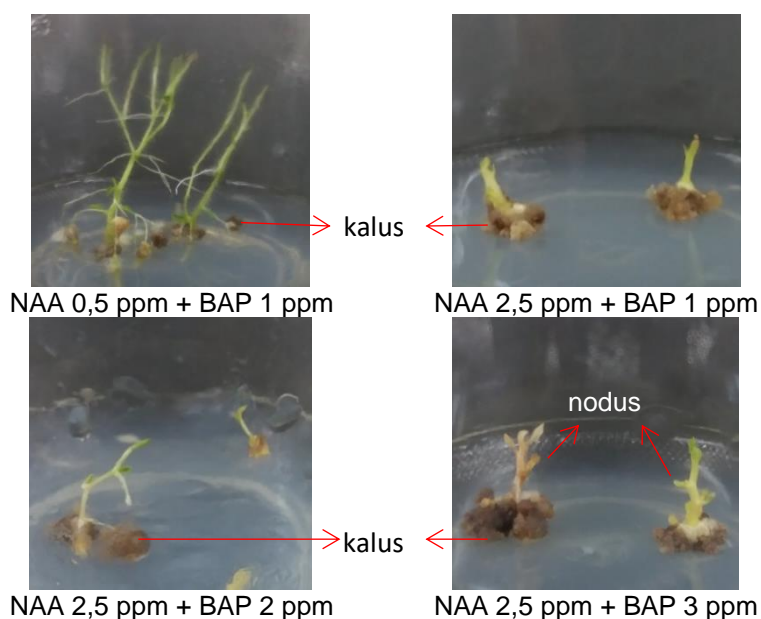 kalus
NAA 0,5 ppm + BAP 1 ppm
NAA 2,5 ppm + BAP 1 ppm
nodus
kalus
NAA 2,5 ppm + BAP 2 ppm
NAA 2,5 ppm + BAP 3 ppm